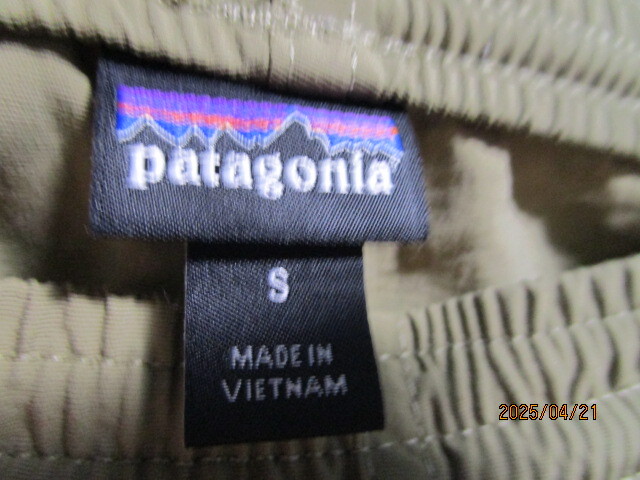 patagonia
S
MADE IN
VIETNAM
2025/04/21